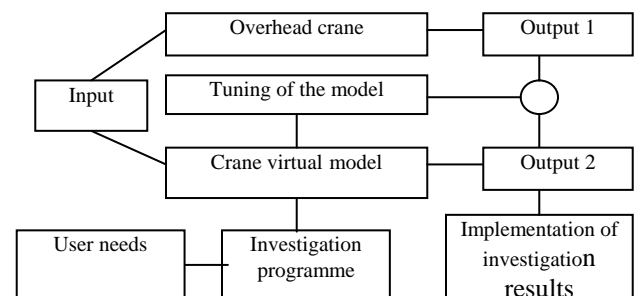 Overhead crane
Output 1
Input
Tuning of the model
Crane virtual model
Output 2
User needs
Investigation
programme
Implementation of
investigation
results